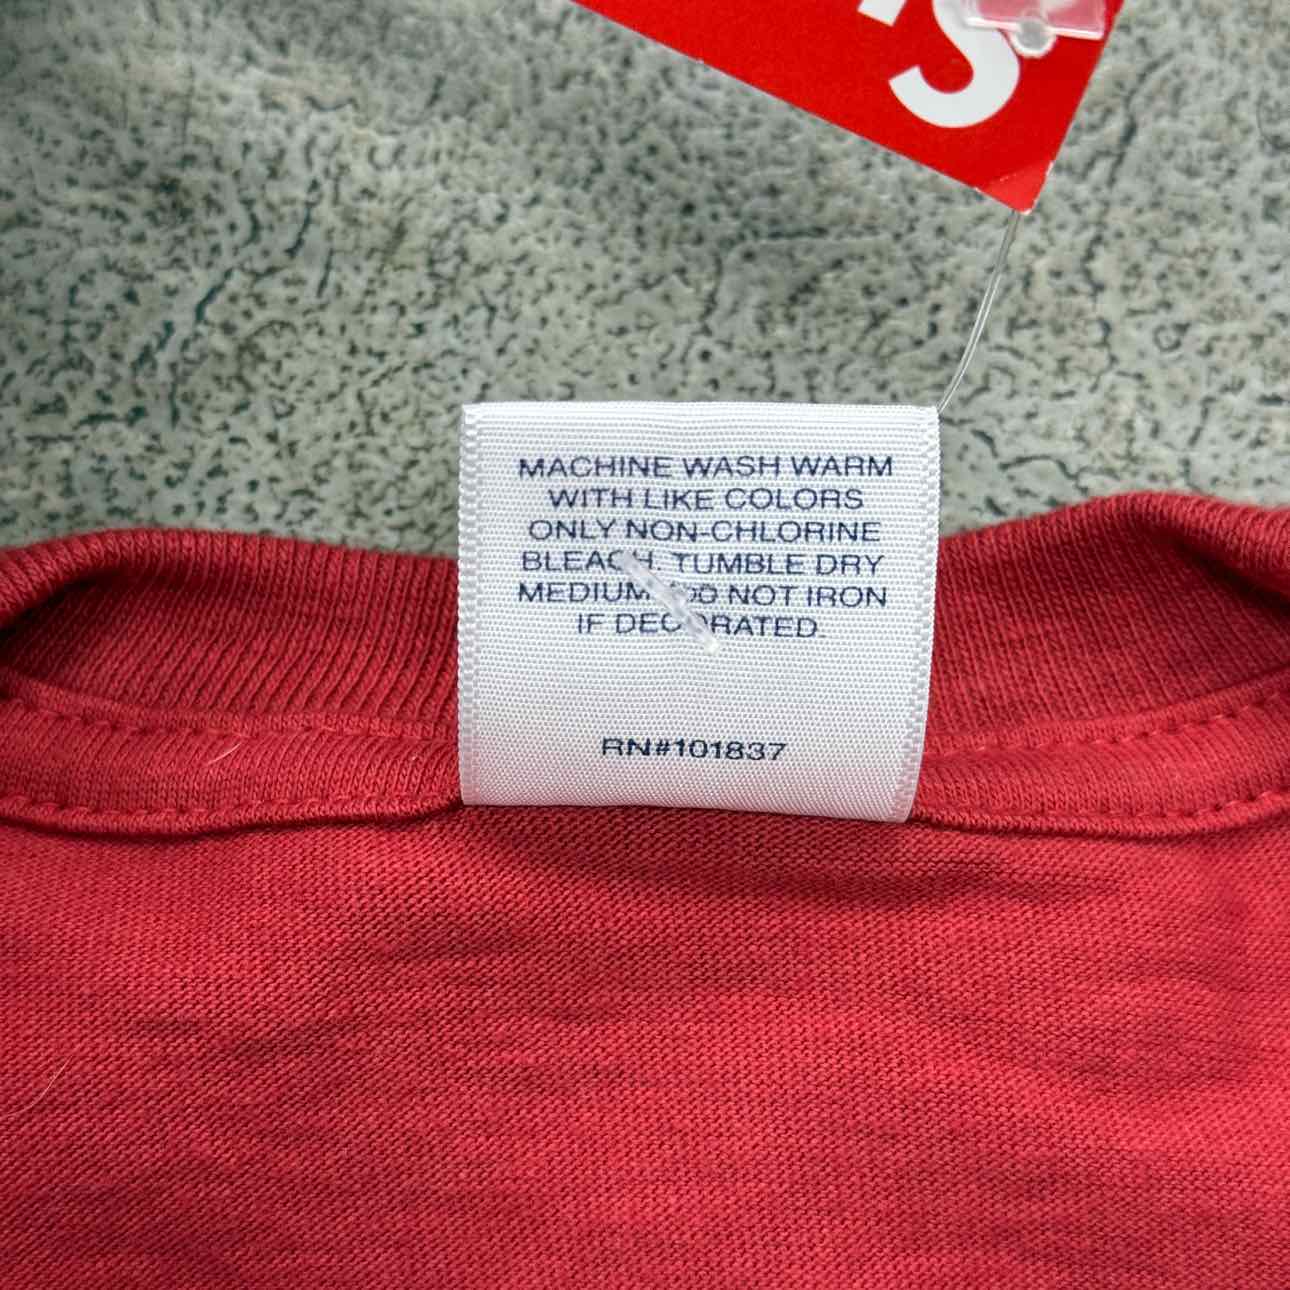 MACHINE WASH WARM
WITH LIKE COLORS
ONLY NON-CHLORINE
BLEACH. TUMBLE DRY
MEDIUM. DO NOT IRON
IF DECORATED
RN#101837